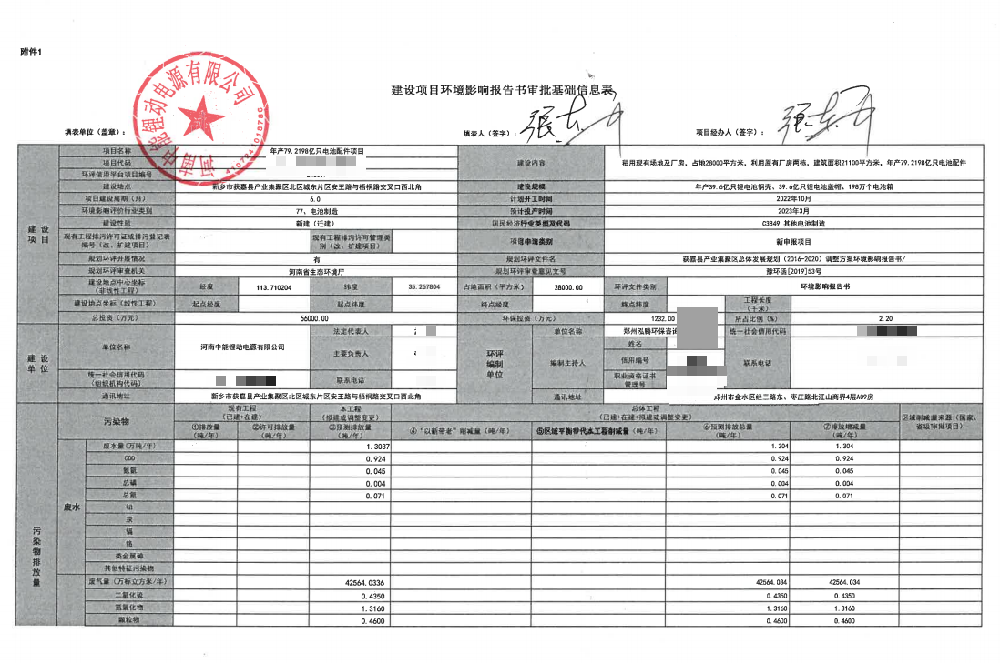 附件1
河南中能锂动电源有限公司
4107241018786
建设项目环境影响报告书审批基础信息表
填表单位（盖章）： 填表人（签字）： 项目经办人（签字）：
建设项目
项目名称 年产79.2198亿只电池配件项目
项目代码
环评信用平台项目编号
建设内容 租用现有场地及厂房，占地28000平方米，利用原有厂房两栋，建筑面积21100平方米，年产79.2198亿只电池配件
建设地点 新乡市获嘉县产业集聚区北区城东片区安王路与梧桐路交叉口西北角 建设规模 年产39.6亿只锂电池钢壳、39.6亿只锂电池盖帽、198万个电池箱
项目建设周期（月） 6.0 计划开工时间 2022年10月
环境影响评价行业类别 77、电池制造 预计投产时间 2023年3月
建设性质 新建（迁建） 国民经济行业类型及代码 C3849 其他电池制造
现有工程排污许可证或排污登记表编号（改、扩建项目） 现有工程排污许可管理类别（改、扩建项目） 项目申请类别 新申报项目
规划环评开展情况 有 规划环评文件名 获嘉县产业集聚区总体发展规划（2016-2020）调整方案环境影响报告书/
规划环评审查机关 河南省生态环境厅 规划环评审查意见文号 豫环函[2019]53号
建设地点中心坐标（非线性工程） 经度 113.710204 纬度 35.267804 占地面积（平方米） 28000.00 环评文件类别 环境影响报告书
建设地点坐标（线性工程） 起点经度 起点纬度 终点经度 终点纬度 工程长度（千米）
总投资（万元） 56000.00 环保投资（万元） 1232.00 所占比例（%） 2.20
建设单位
单位名称 河南中能锂动电源有限公司 法定代表人
主要负责人
统一社会信用代码（组织机构代码） 联系电话
通讯地址 新乡市获嘉县产业集聚区北区城东片区安王路与梧桐路交叉口西北角
环评编制单位
单位名称 郑州泓腾环保咨询 统一社会信用代码
编制主持人 姓名 联系电话
信用编号
职业资格证书管理号
通讯地址 郑州市金水区经三路东、枣庄路北江山商界4层A09房
污染物排放量
污染物 现有工程（已建+在建） 本工程（拟建或调整变更） 总体工程（已建+在建+拟建或调整变更） 区域削减量来源（国家、省级审批项目）
①排放量（吨/年） ②许可排放量（吨/年） ③预测排放量（吨/年） ④“以新带老”削减量（吨/年） ⑤区域平衡替代本工程削减量（吨/年） ⑥预测排放总量（吨/年） ⑦排放增减量（吨/年）
废水
废水量(万吨/年) 1.3037 1.304 1.304
COD 0.924 0.924 0.924
氨氮 0.045 0.045 0.045
总磷 0.004 0.004 0.004
总氮 0.071 0.071 0.071
铅
汞
镉
铬
类金属砷
其他特征污染物
废气量（万标立方米/年） 42564.0336 42564.034 42564.034
二氧化硫 0.4350 0.4350 0.4350
氮氧化物 1.3160 1.3160 1.3160
颗粒物 0.4600 0.4600 0.4600